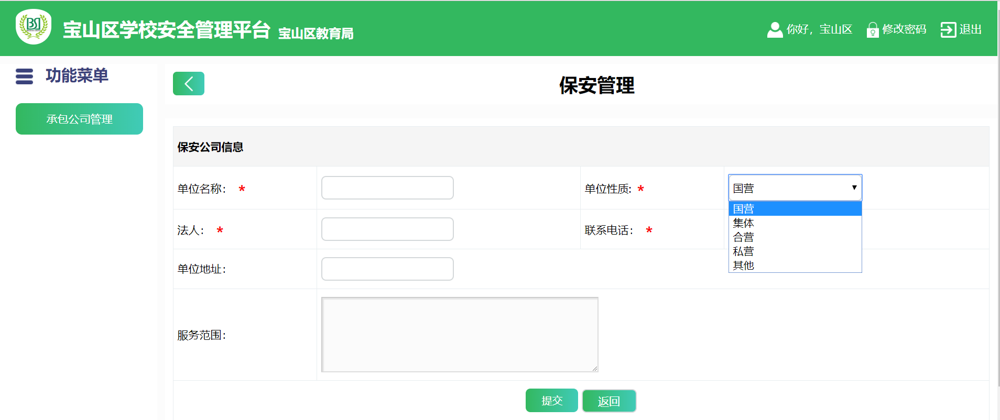 宝山区学校安全管理平台 宝山区教育局
你好，宝山区 修改密码 退出
功能菜单
承包公司管理
保安管理
保安公司信息
单位名称： * 单位性质: * 国营
国营
集体
合营
私营
其他
法人： * 联系电话： *
单位地址：
服务范围：
提交 返回